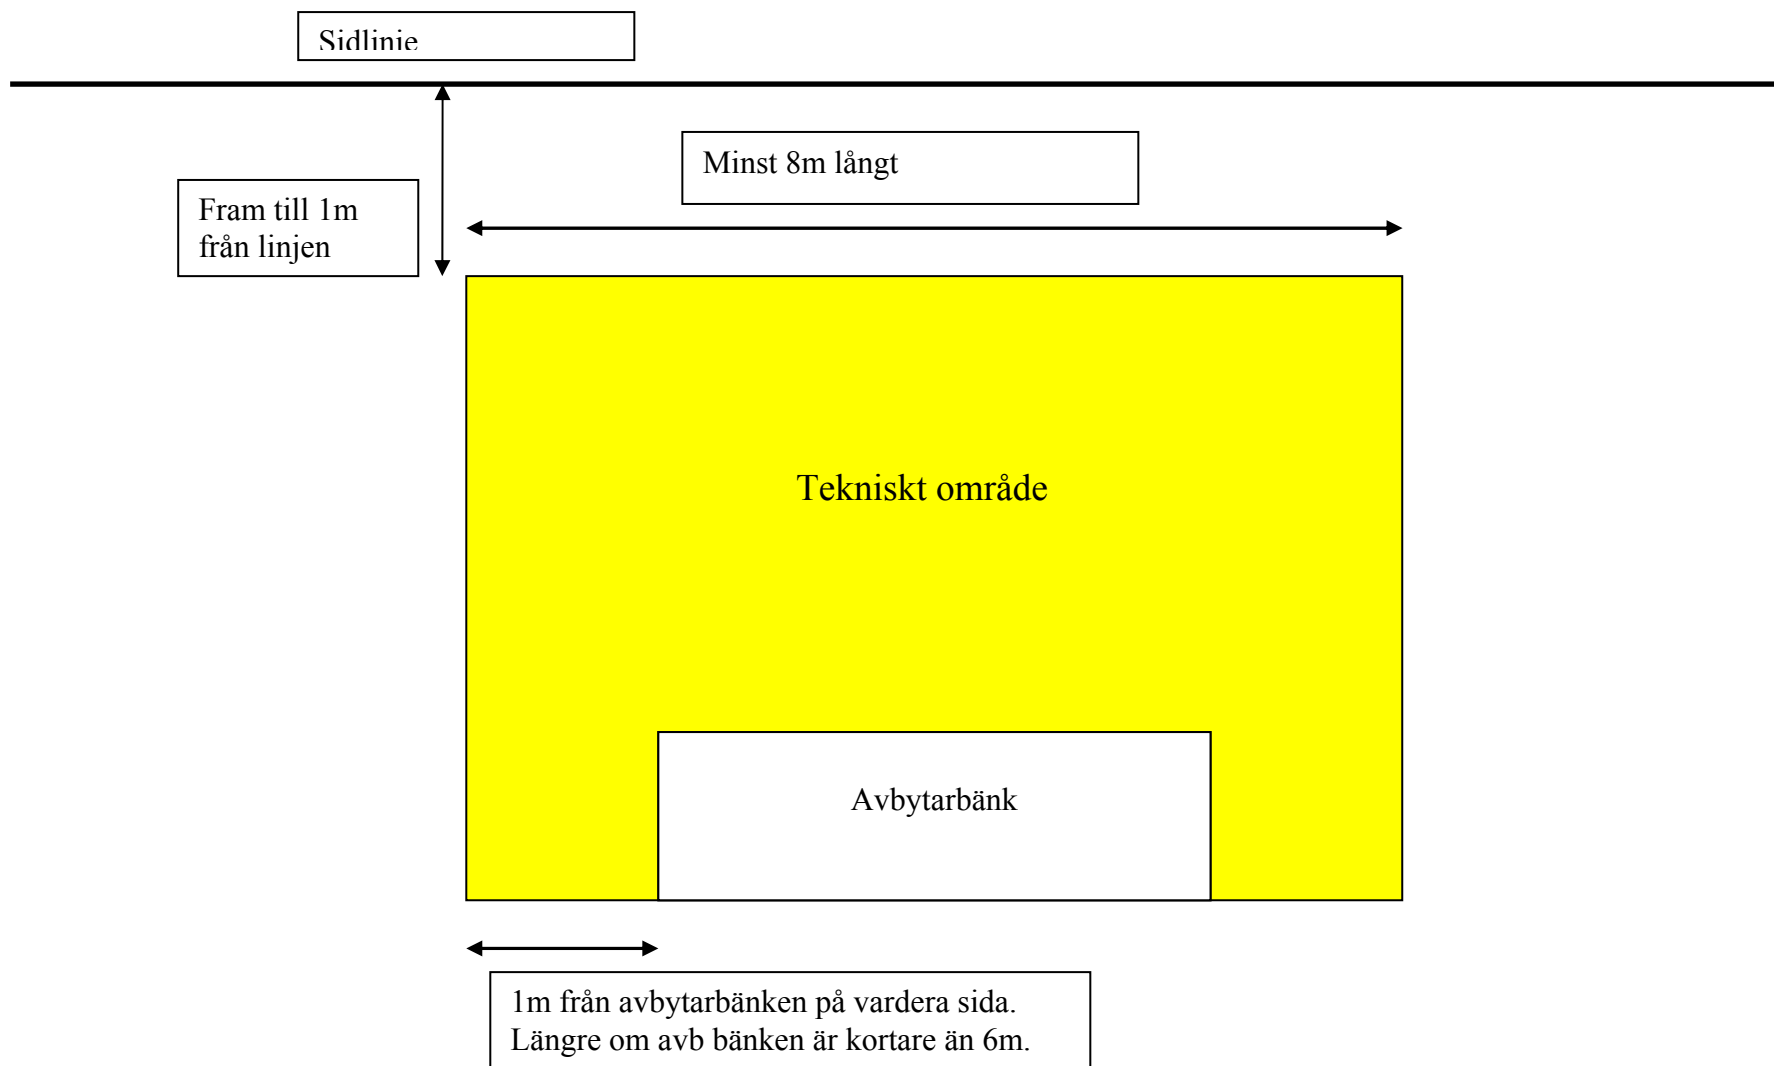 Sidlinje
Minst 8m långt
Fram till 1m
från linjen
Tekniskt område
Avbytarbänk
1m från avbytarbänken på vardera sida.
Längre om avb bänken är kortare än 6m.